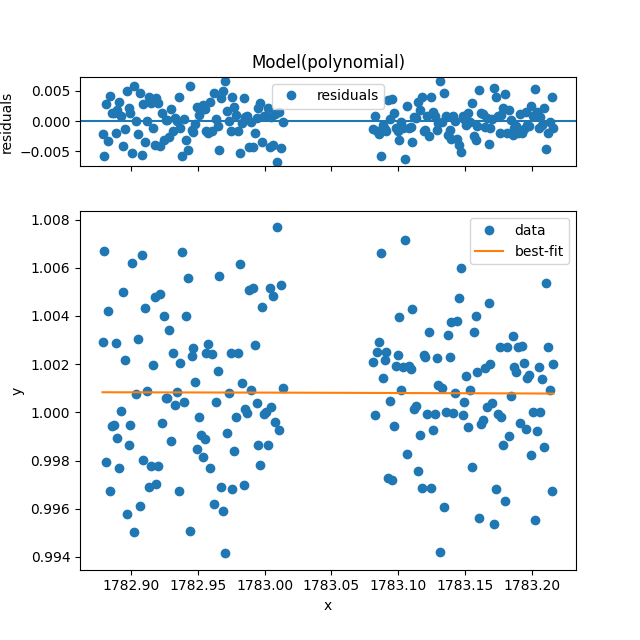 Model(polynomial)
residuals
0.005
0.000
−0.005
residuals
1.008
1.006
1.004
1.002
1.000
0.998
0.996
0.994
y
data
best-fit
1782.90 1782.95 1783.00 1783.05 1783.10 1783.15 1783.20
x